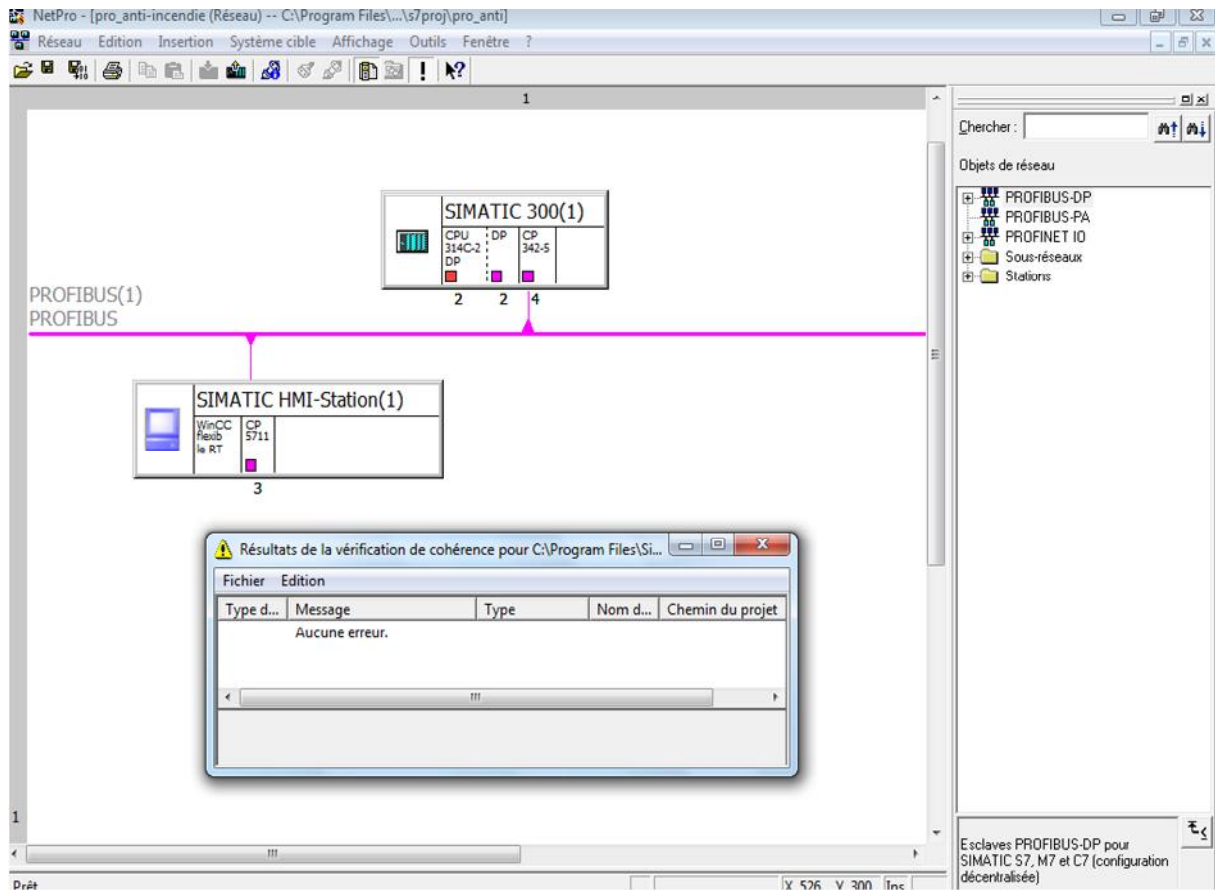 NetPro - [pro_anti-incendie (Réseau) -- C:\Program Files\...\s7proj\pro_anti]
Réseau Edition Insertion Système cible Affichage Outils Fenêtre ?
1
Chercher :
Objets de réseau
PROFIBUS-DP
PROFIBUS-PA
PROFINET IO
Sous-réseaux
Stations
SIMATIC 300(1)
CPU 314C-2 DP
DP
CP 342-5
2 2 4
PROFIBUS(1)
PROFIBUS
SIMATIC HMI-Station(1)
WinCC flexib le RT
CP 5711
3
Résultats de la vérification de cohérence pour C:\Program Files\Si...
Fichier Edition
Type d... Message Type Nom d... Chemin du projet
Aucune erreur.
1
Esclaves PROFIBUS-DP pour
SIMATIC S7, M7 et C7 (configuration
décentralisée)
Prêt X 526 Y 300 Ins